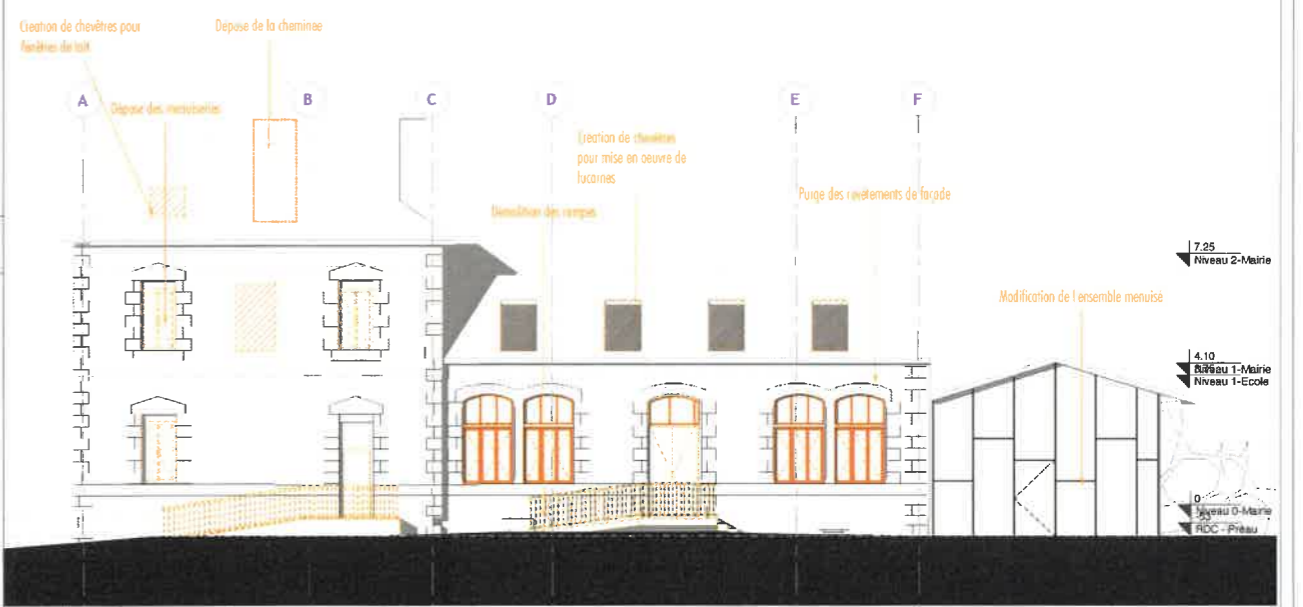 Création de chevêtres pour
fenêtres de toit
Dépose de la cheminée
A
B
C
D
E
F
Dépose des menuiseries
Création de chevêtres
pour mise en oeuvre de
lucarnes
Purge des revêtements de façade
Démolition des rampes
7.25
Niveau 2-Mairie
Modification de l ensemble menuisé
4.10
Niveau 1-Mairie
Niveau 1-Ecole
0
Niveau 0-Mairie
RDC - Préau